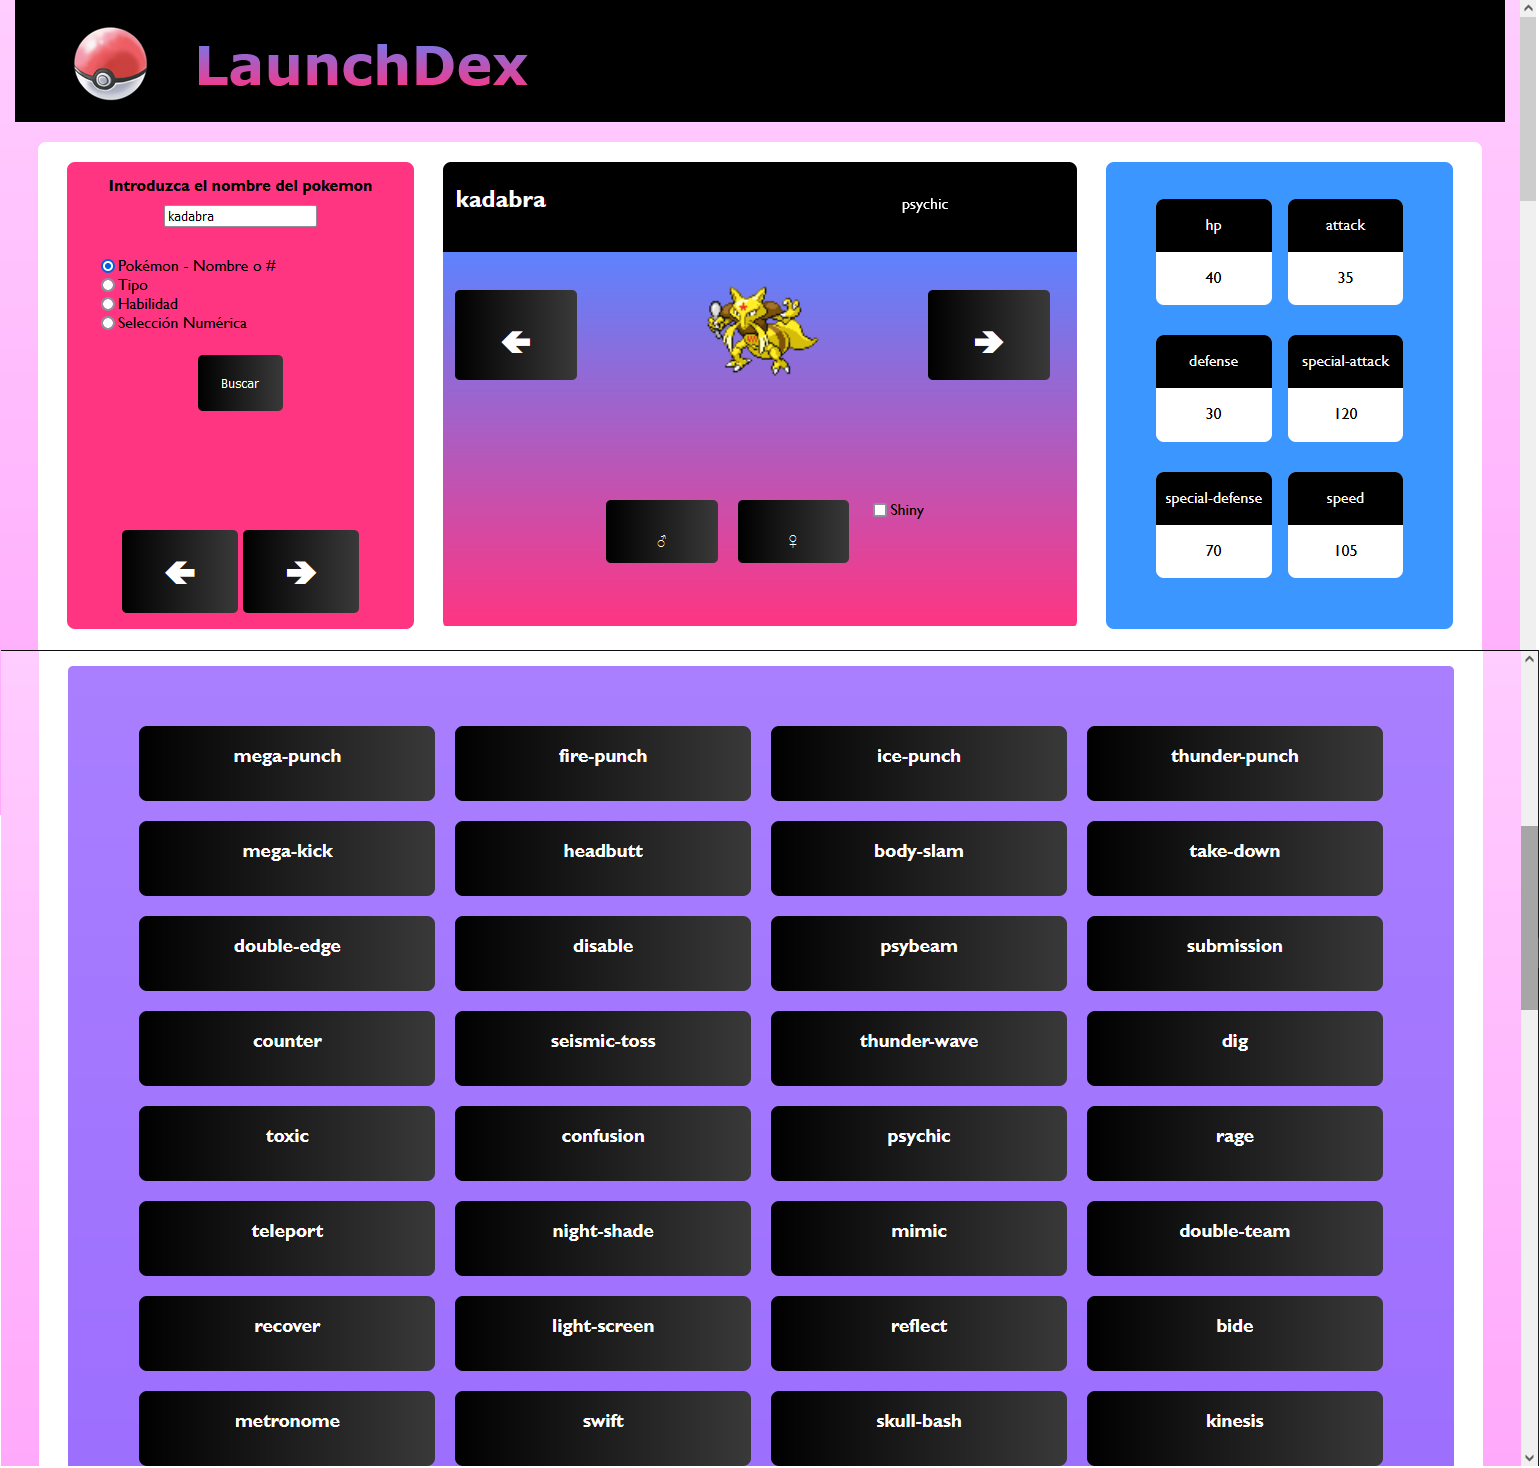 LaunchDex
Introduzca el nombre del pokemon
kadabra
Pokémon - Nombre o #
Tipo
Habilidad
Selección Numérica
Buscar
🡰 🡲
kadabra psychic
🡰 🡲
♂ ♀ Shiny
hp attack
40 35
defense special-attack
30 120
special-defense speed
70 105
mega-punch fire-punch ice-punch thunder-punch
mega-kick headbutt body-slam take-down
double-edge disable psybeam submission
counter seismic-toss thunder-wave dig
toxic confusion psychic rage
teleport night-shade mimic double-team
recover light-screen reflect bide
metronome swift skull-bash kinesis